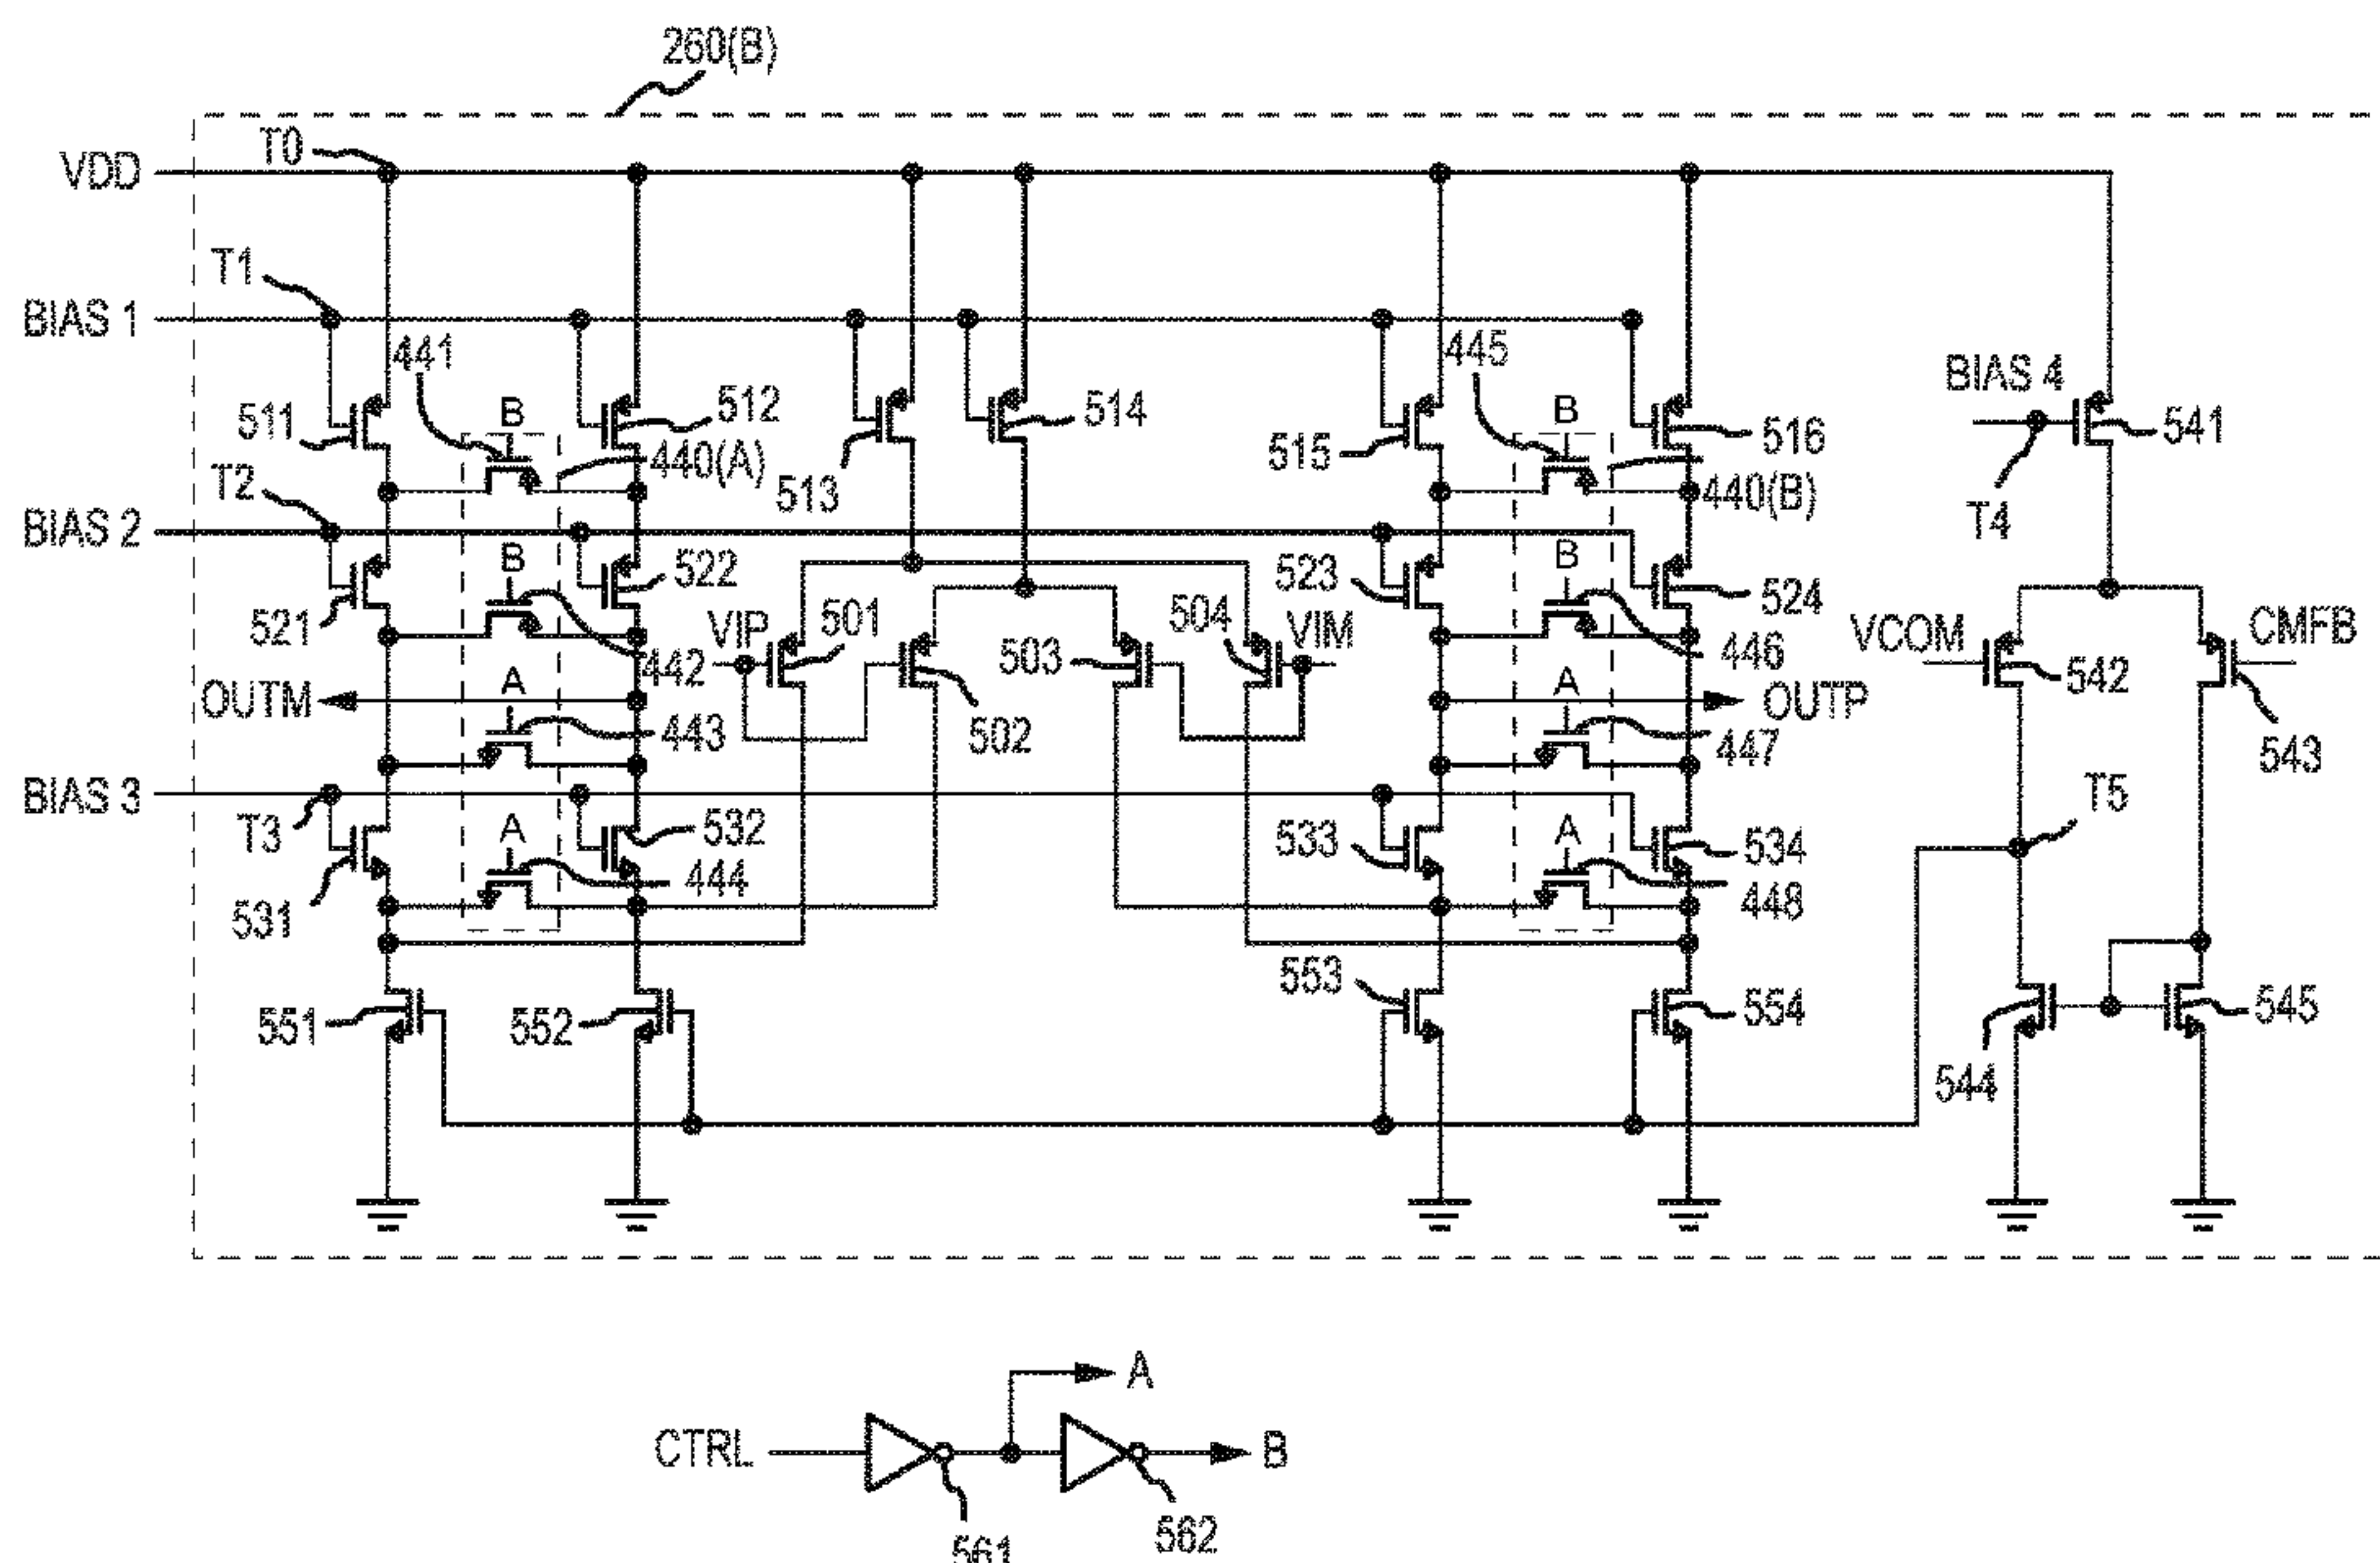 260(B)
T0
VDD
T1
BIAS 1
441
445
BIAS 4
B
512
514
B
516
541
511
440(A)
515
T2
513
440(B)
T4
BIAS 2
B
522
523
B
524
521
VIP
501
504
VIM
VCOM
CMFB
442
503
446
542
A
A
OUTM
OUTP
443
502
447
543
BIAS 3
T5
T3
A
532
533
A
534
444
448
531
553
551
552
554
545
544
CTRL
A
B
561
562